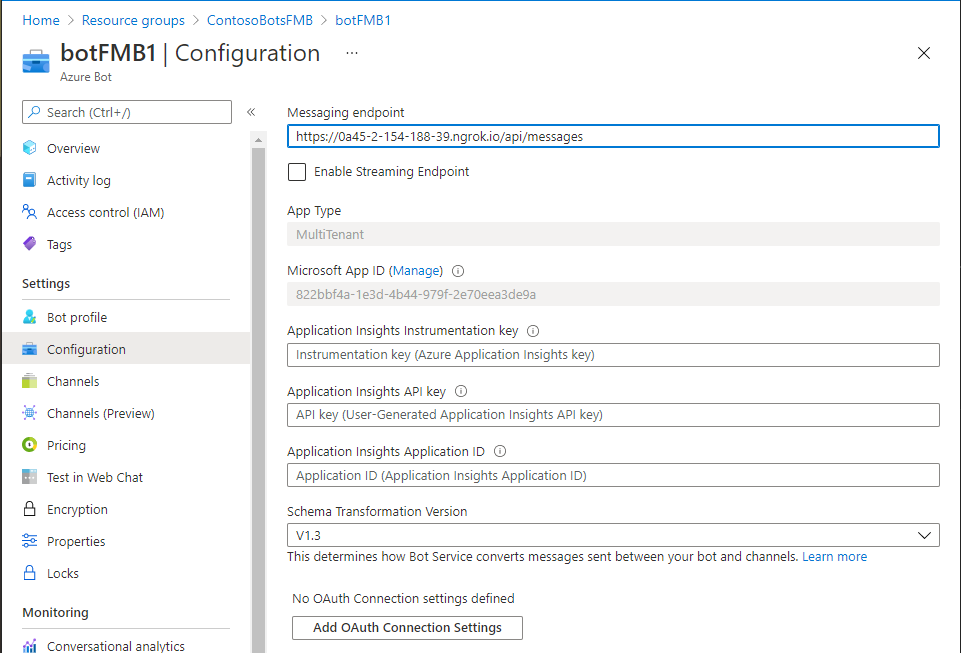 Home > Resource groups > ContosoBotsFMB > botFMB1
botFMB1 | Configuration ...
Azure Bot
Search (Ctrl+/)
«
Overview
Activity log
Access control (IAM)
Tags
Settings
Bot profile
Configuration
Channels
Channels (Preview)
Pricing
Test in Web Chat
Encryption
Properties
Locks
Monitoring
Conversational analytics
Messaging endpoint
https://0a45-2-154-188-39.ngrok.io/api/messages
Enable Streaming Endpoint
App Type
MultiTenant
Microsoft App ID (Manage)
822bbf4a-1e3d-4b44-979f-2e70eea3de9a
Application Insights Instrumentation key
Instrumentation key (Azure Application Insights key)
Application Insights API key
API key (User-Generated Application Insights API key)
Application Insights Application ID
Application ID (Application Insights Application ID)
Schema Transformation Version
V1.3
This determines how Bot Service converts messages sent between your bot and channels. Learn more
No OAuth Connection settings defined
Add OAuth Connection Settings